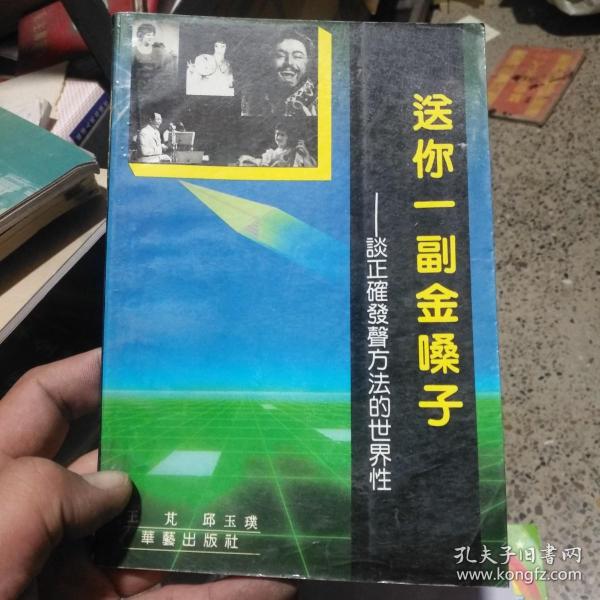 送你一副金嗓子
——談正確發聲方法的世界性
王芃 邱玉璞
華藝出版社
孔夫子旧书网
www.kongfz.com